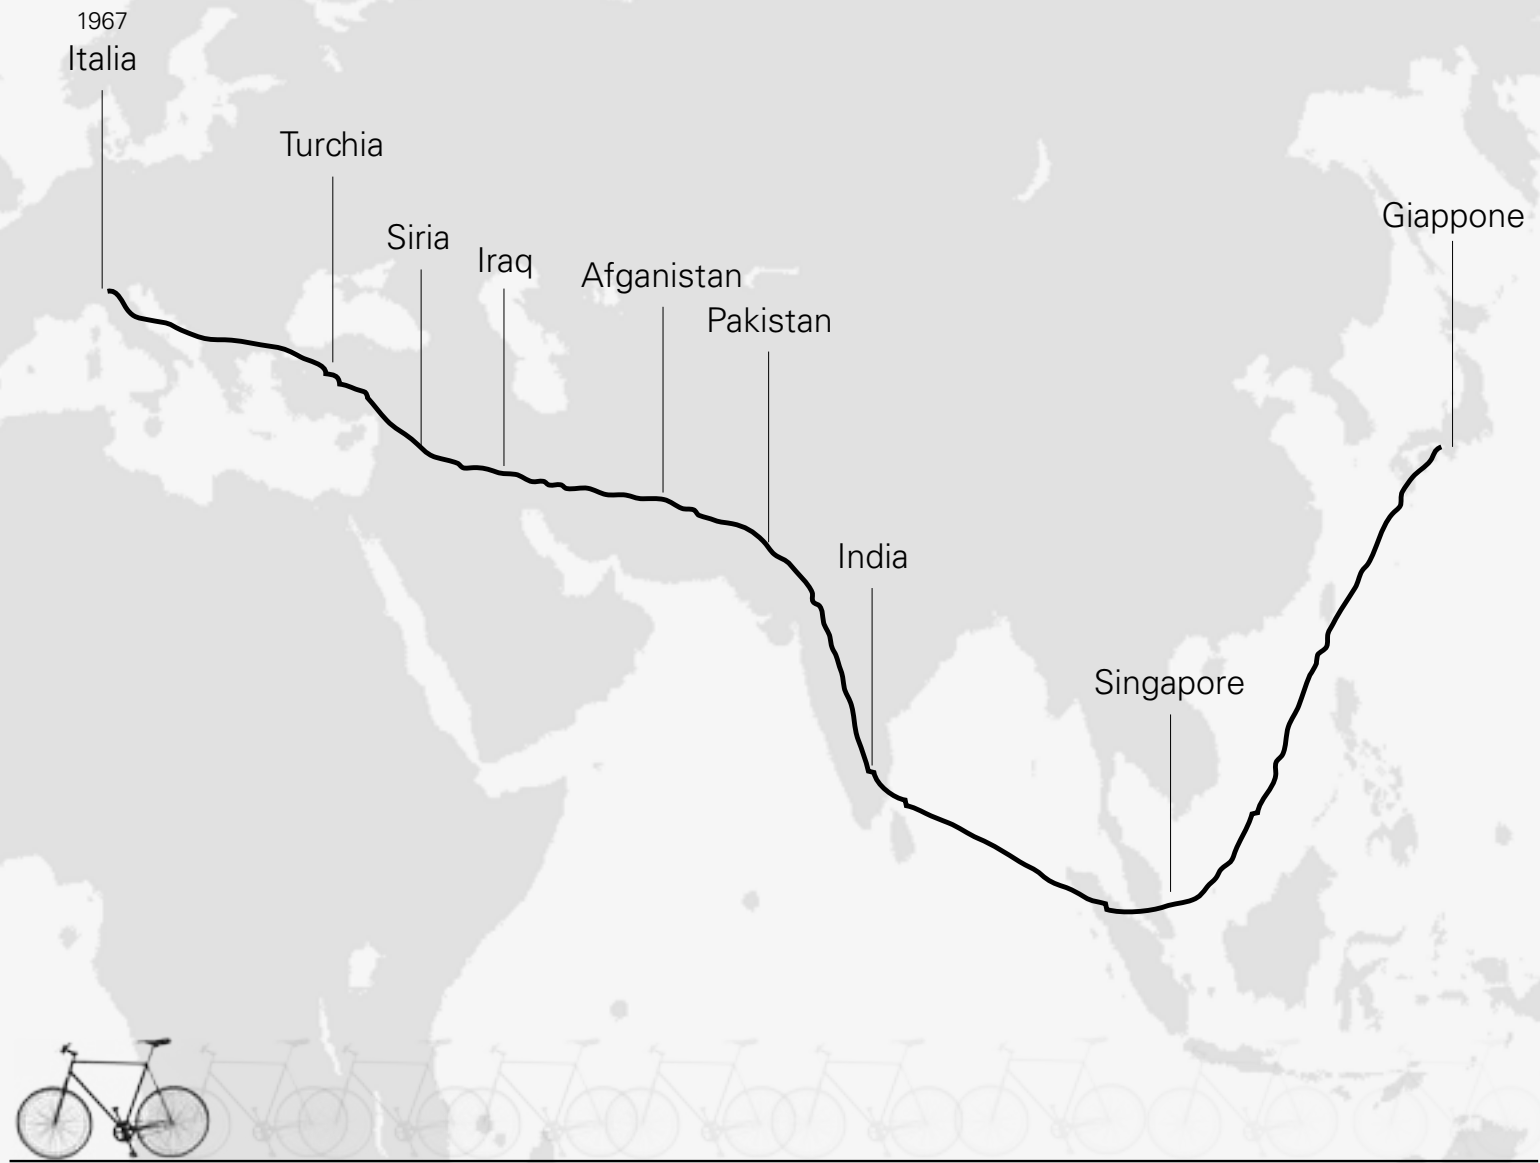 1967
Italia
Turchia
Siria
Iraq
Afganistan
Pakistan
India
Singapore
Giappone